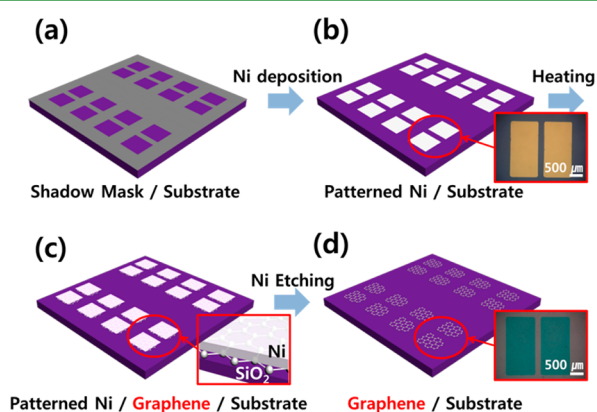 (a)
(b)
Ni deposition
Heating
500 ㎛
Shadow Mask / Substrate
Patterned Ni / Substrate
(c)
(d)
Ni Etching
Ni
SiO₂
500 ㎛
Patterned Ni / Graphene / Substrate
Graphene / Substrate